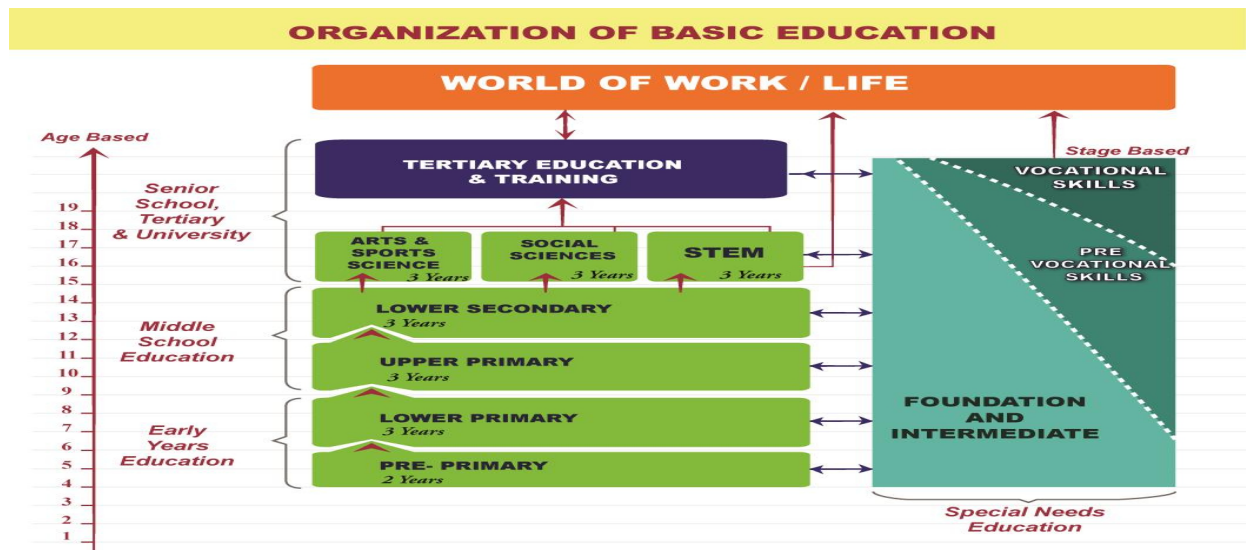 ORGANIZATION OF BASIC EDUCATION
WORLD OF WORK / LIFE
Age Based
Stage Based
TERTIARY EDUCATION
& TRAINING
VOCATIONAL
SKILLS
Senior
School,
Tertiary
& University
ARTS &
SPORTS
SCIENCE
3 Years
SOCIAL
SCIENCES
3 Years
STEM
3 Years
PRE
VOCATIONAL
SKILLS
Middle
School
Education
LOWER SECONDARY
3 Years
UPPER PRIMARY
3 Years
Early
Years
Education
LOWER PRIMARY
3 Years
PRE- PRIMARY
2 Years
FOUNDATION
AND
INTERMEDIATE
Special Needs
Education
19
18
17
16
15
14
13
12
11
10
9
8
7
6
5
4
3
2
1